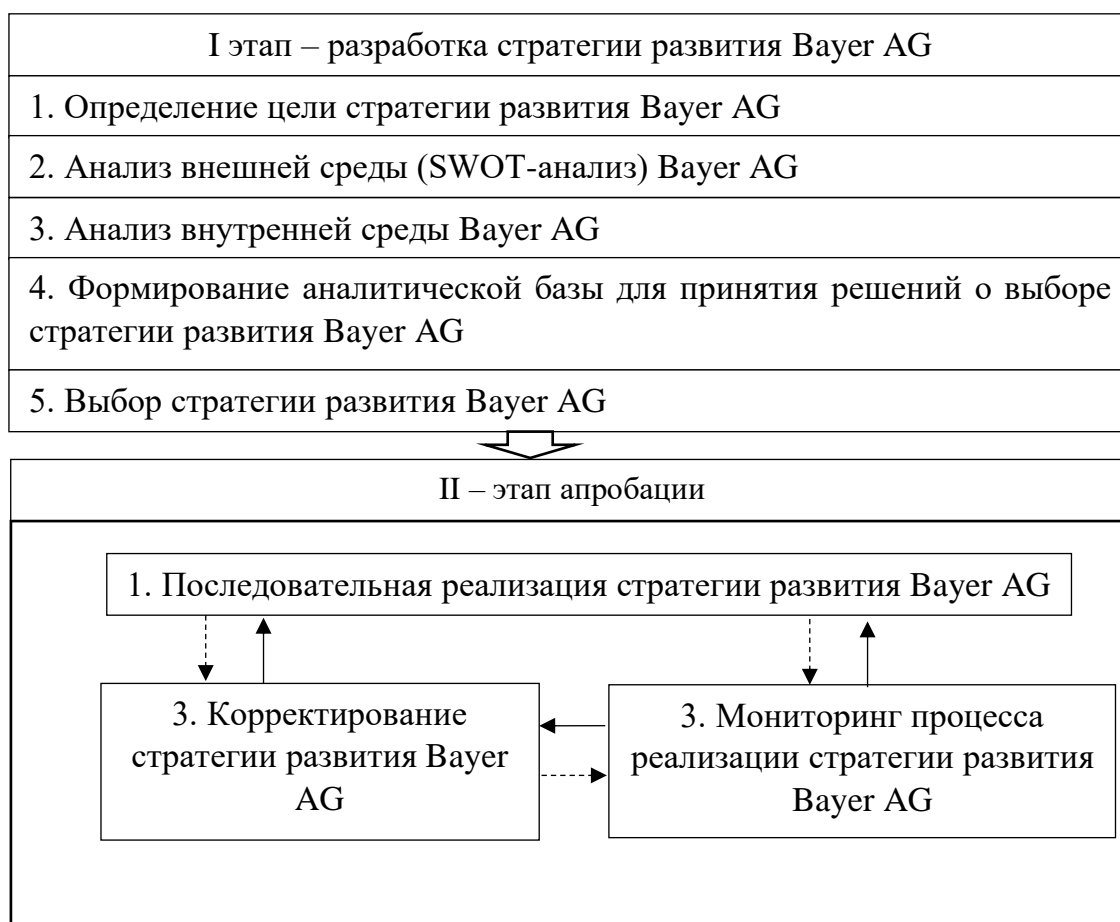 I этап – разработка стратегии развития Bayer AG
1. Определение цели стратегии развития Bayer AG
2. Анализ внешней среды (SWOT-анализ) Bayer AG
3. Анализ внутренней среды Bayer AG
4. Формирование аналитической базы для принятия решений о выборе
стратегии развития Bayer AG
5. Выбор стратегии развития Bayer AG
II – этап апробации
1. Последовательная реализация стратегии развития Bayer AG
3. Корректирование
стратегии развития Bayer
AG
3. Мониторинг процесса
реализации стратегии развития
Bayer AG